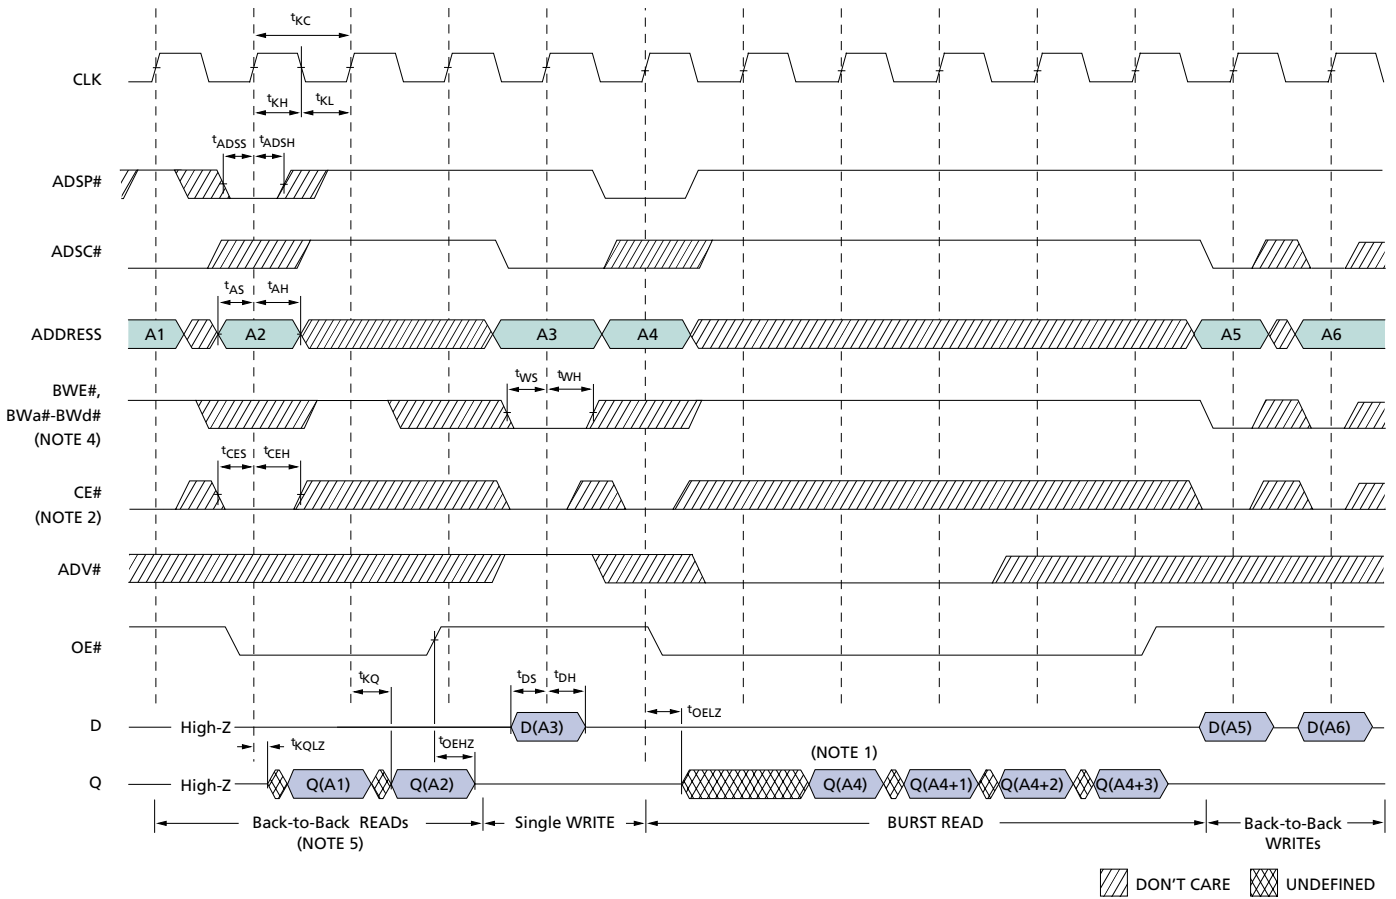 tKC
CLK
tKH tKL
tADSS tADSH
ADSP#
ADSC#
tAS tAH
ADDRESS A1 A2 A3 A4 A5 A6
BWE#, tWS tWH
BWa#-BWd#
(NOTE 4)
tCES tCEH
CE#
(NOTE 2)
ADV#
OE#
tKQ tDS tDH
tOELZ
D High-Z D(A3) D(A5) D(A6)
tKQLZ tOEHZ (NOTE 1)
Q High-Z Q(A1) Q(A2) Q(A4) Q(A4+1) Q(A4+2) Q(A4+3)
Back-to-Back READs Single WRITE BURST READ Back-to-Back
(NOTE 5) WRITEs
DON'T CARE UNDEFINED